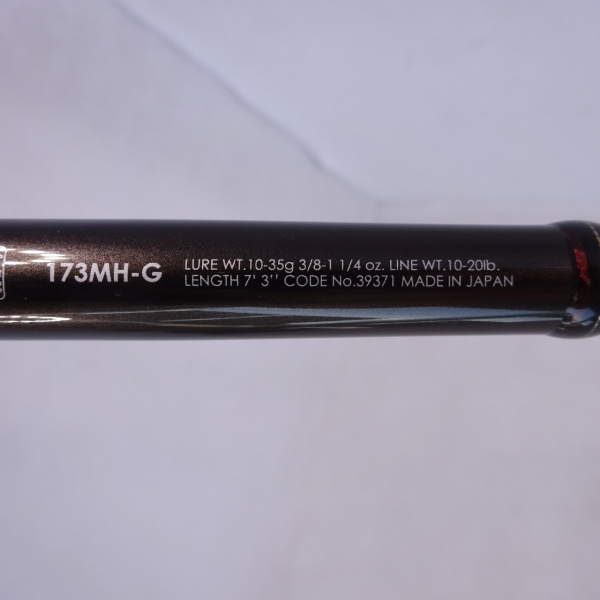 173MH-G
LURE WT.10-35g 3/8-1 1/4 oz. LINE WT.10-20lb.
LENGTH 7' 3'' CODE No.39371 MADE IN JAPAN